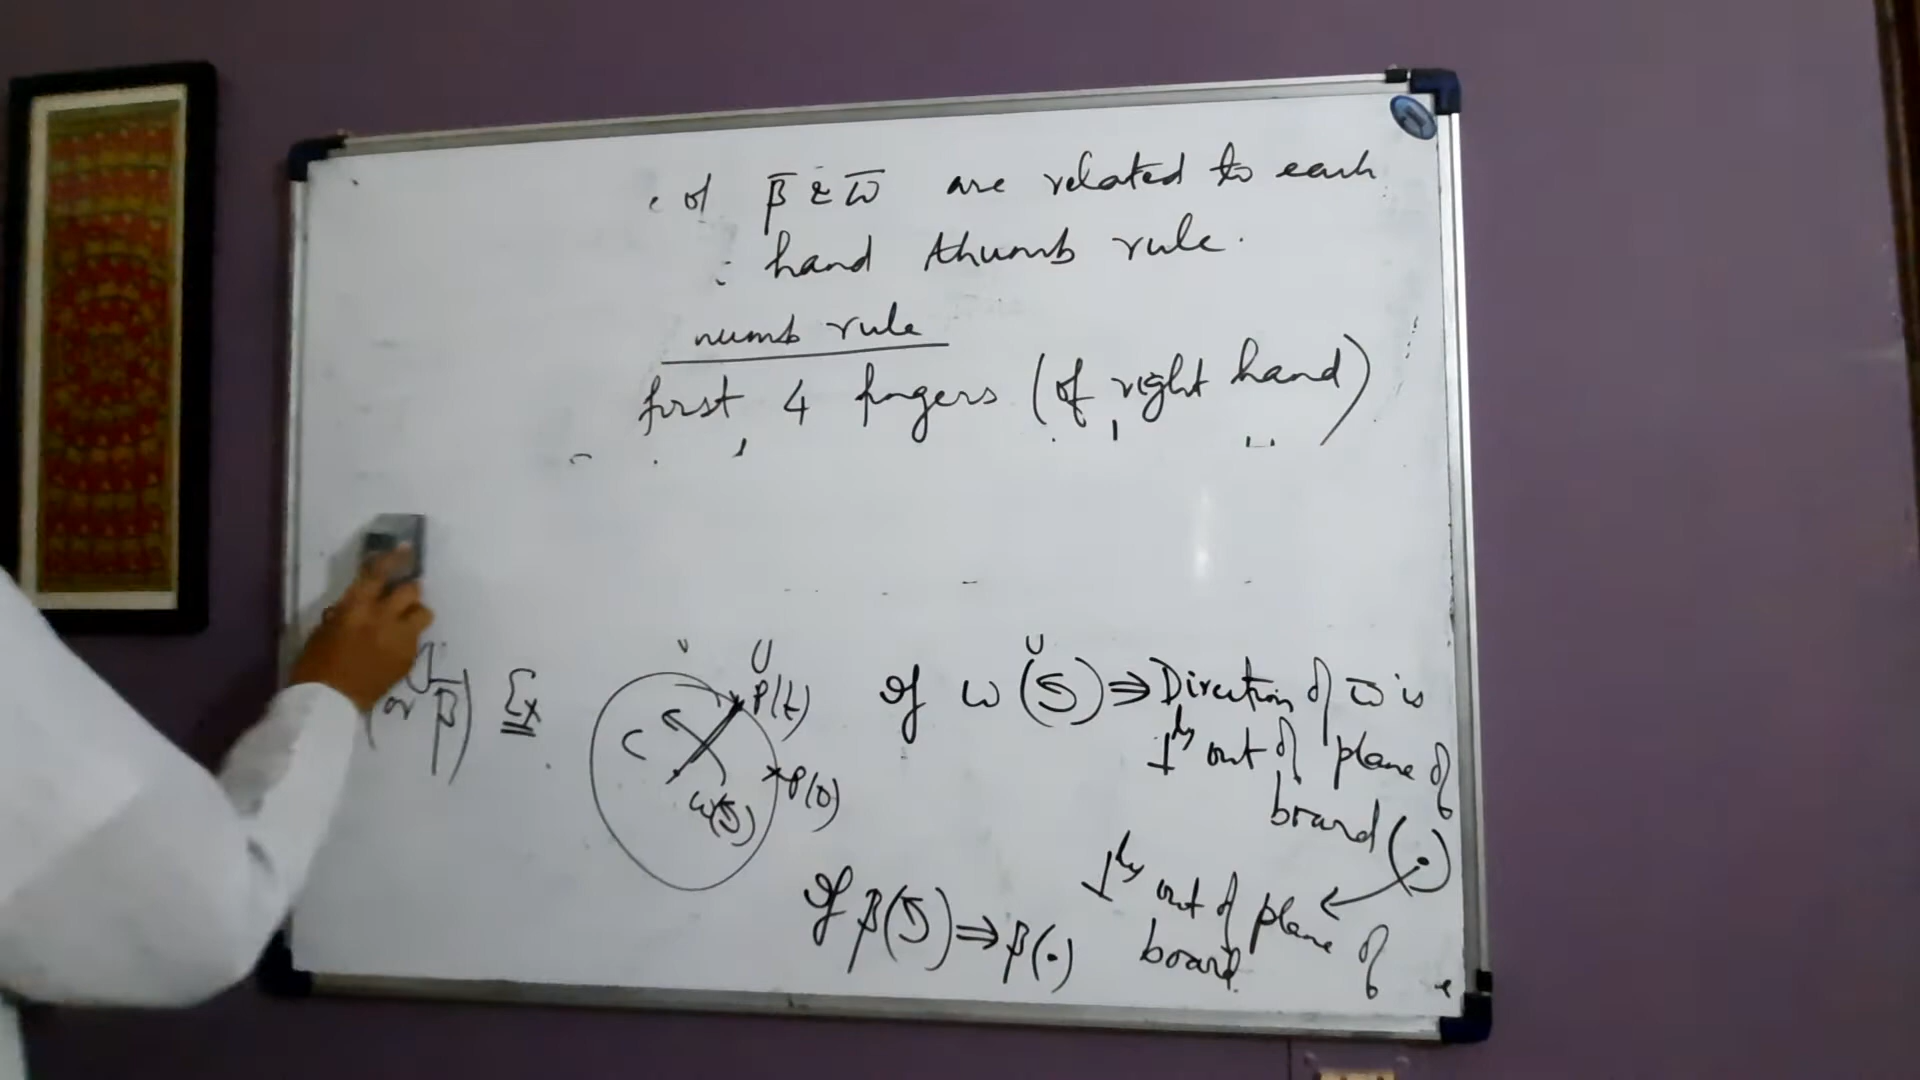 of β̅ & ω̅ are related to each
hand thumb rule.
rule
first 4 fingers (of right hand)
(or β̅) Ex
P(t)
C
ω(↺) P(0)
If ω (↺) ⇒ Direction of ω̅ is
⊥ly out of plane of
board (·)
⊥ly out of plane of
board.
If β(↺) ⇒ β(·)